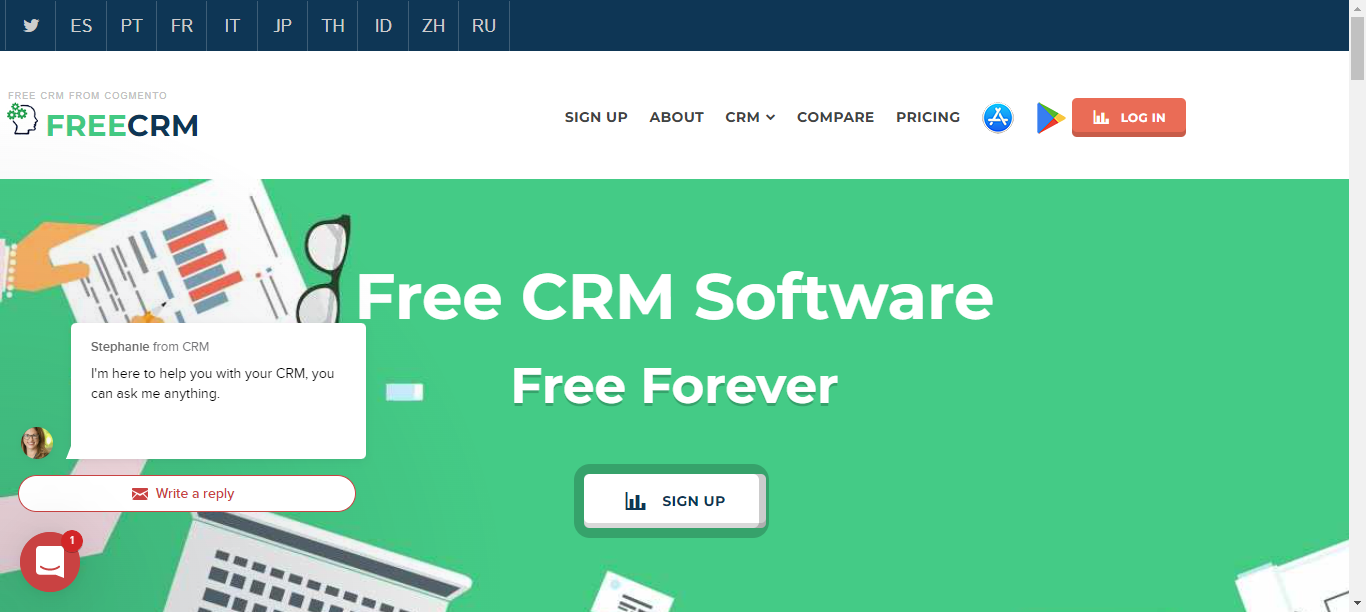 ES PT FR IT JP TH ID ZH RU
FREE CRM FROM COGMENTO
FREECRM
SIGN UP ABOUT CRM COMPARE PRICING LOG IN
Free CRM Software
Free Forever
Stephanie from CRM
I'm here to help you with your CRM, you
can ask me anything.
Write a reply
SIGN UP
1